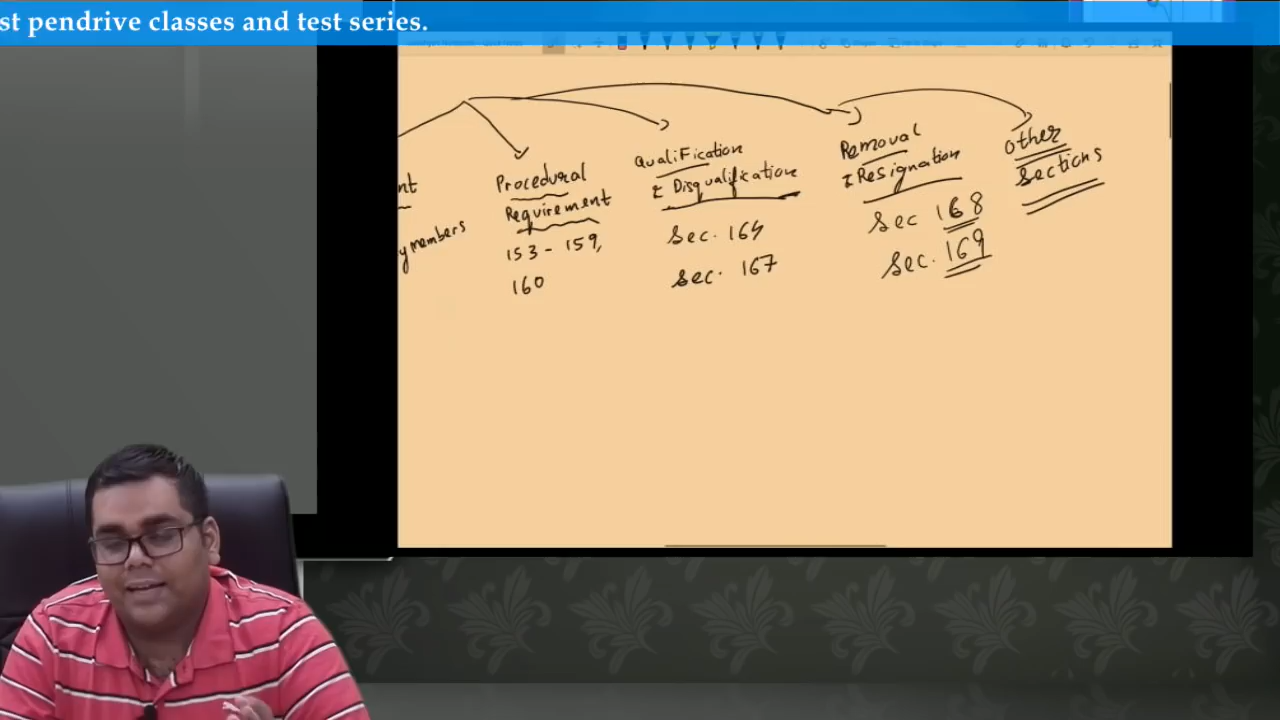 st pendrive classes and test series.
nt
y members
Procedural
Requirement
153 - 159,
160
Qualification
& Disqualification
Sec. 164
Sec. 167
Removal
& Resignation
Sec 168
Sec. 169
Other
Sections